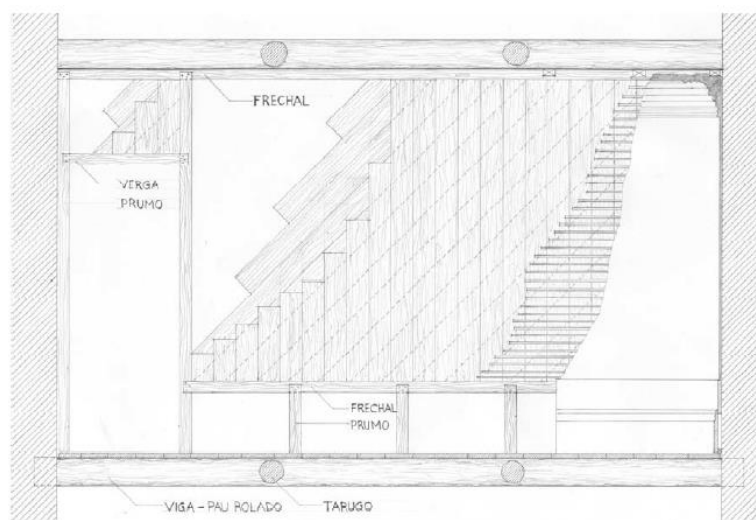 FRECHAL
VERGA
PRUMO
FRECHAL
PRUMO
VIGA - PAU ROLADO
TARUGO